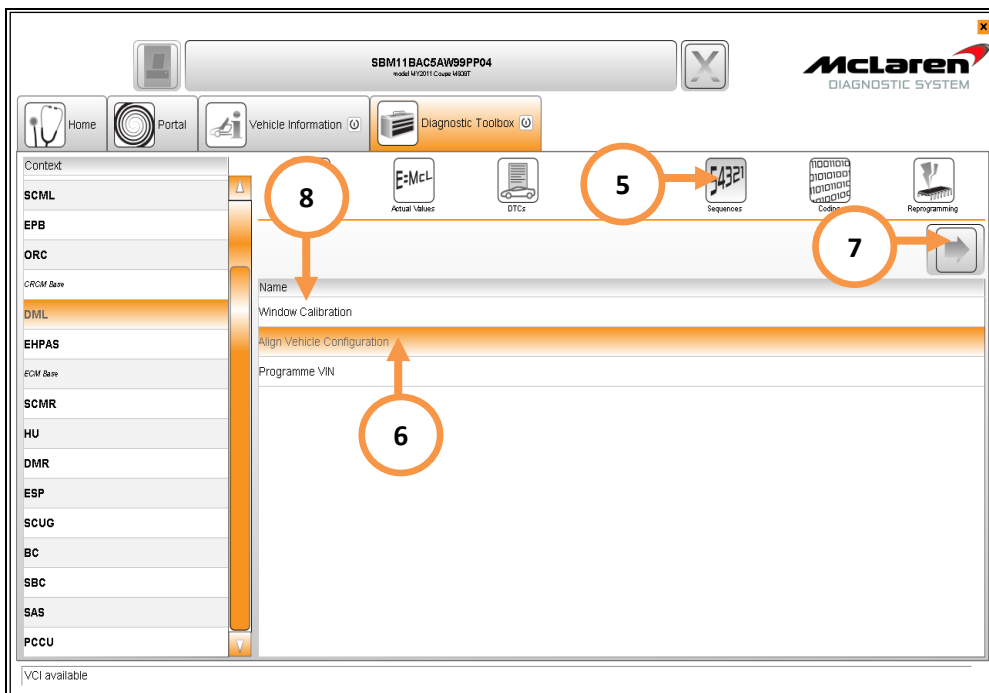 SBM11BAC5AW99PP04
model MY2011 Coupe M838T
McLaren
DIAGNOSTIC SYSTEM
Home
Portal
Vehicle Information
Diagnostic Toolbox
Context
SCML
EPB
ORC
CRCM Base
DML
EHPAS
ECM Base
SCMR
HU
DMR
ESP
SCUG
BC
SBC
SAS
PCCU
8
E=McL
Actual Values
DTCs
5
54321
Sequences
Coding
Reprogramming
7
Name
Window Calibration
Align Vehicle Configuration
Programme VIN
6
VCI available